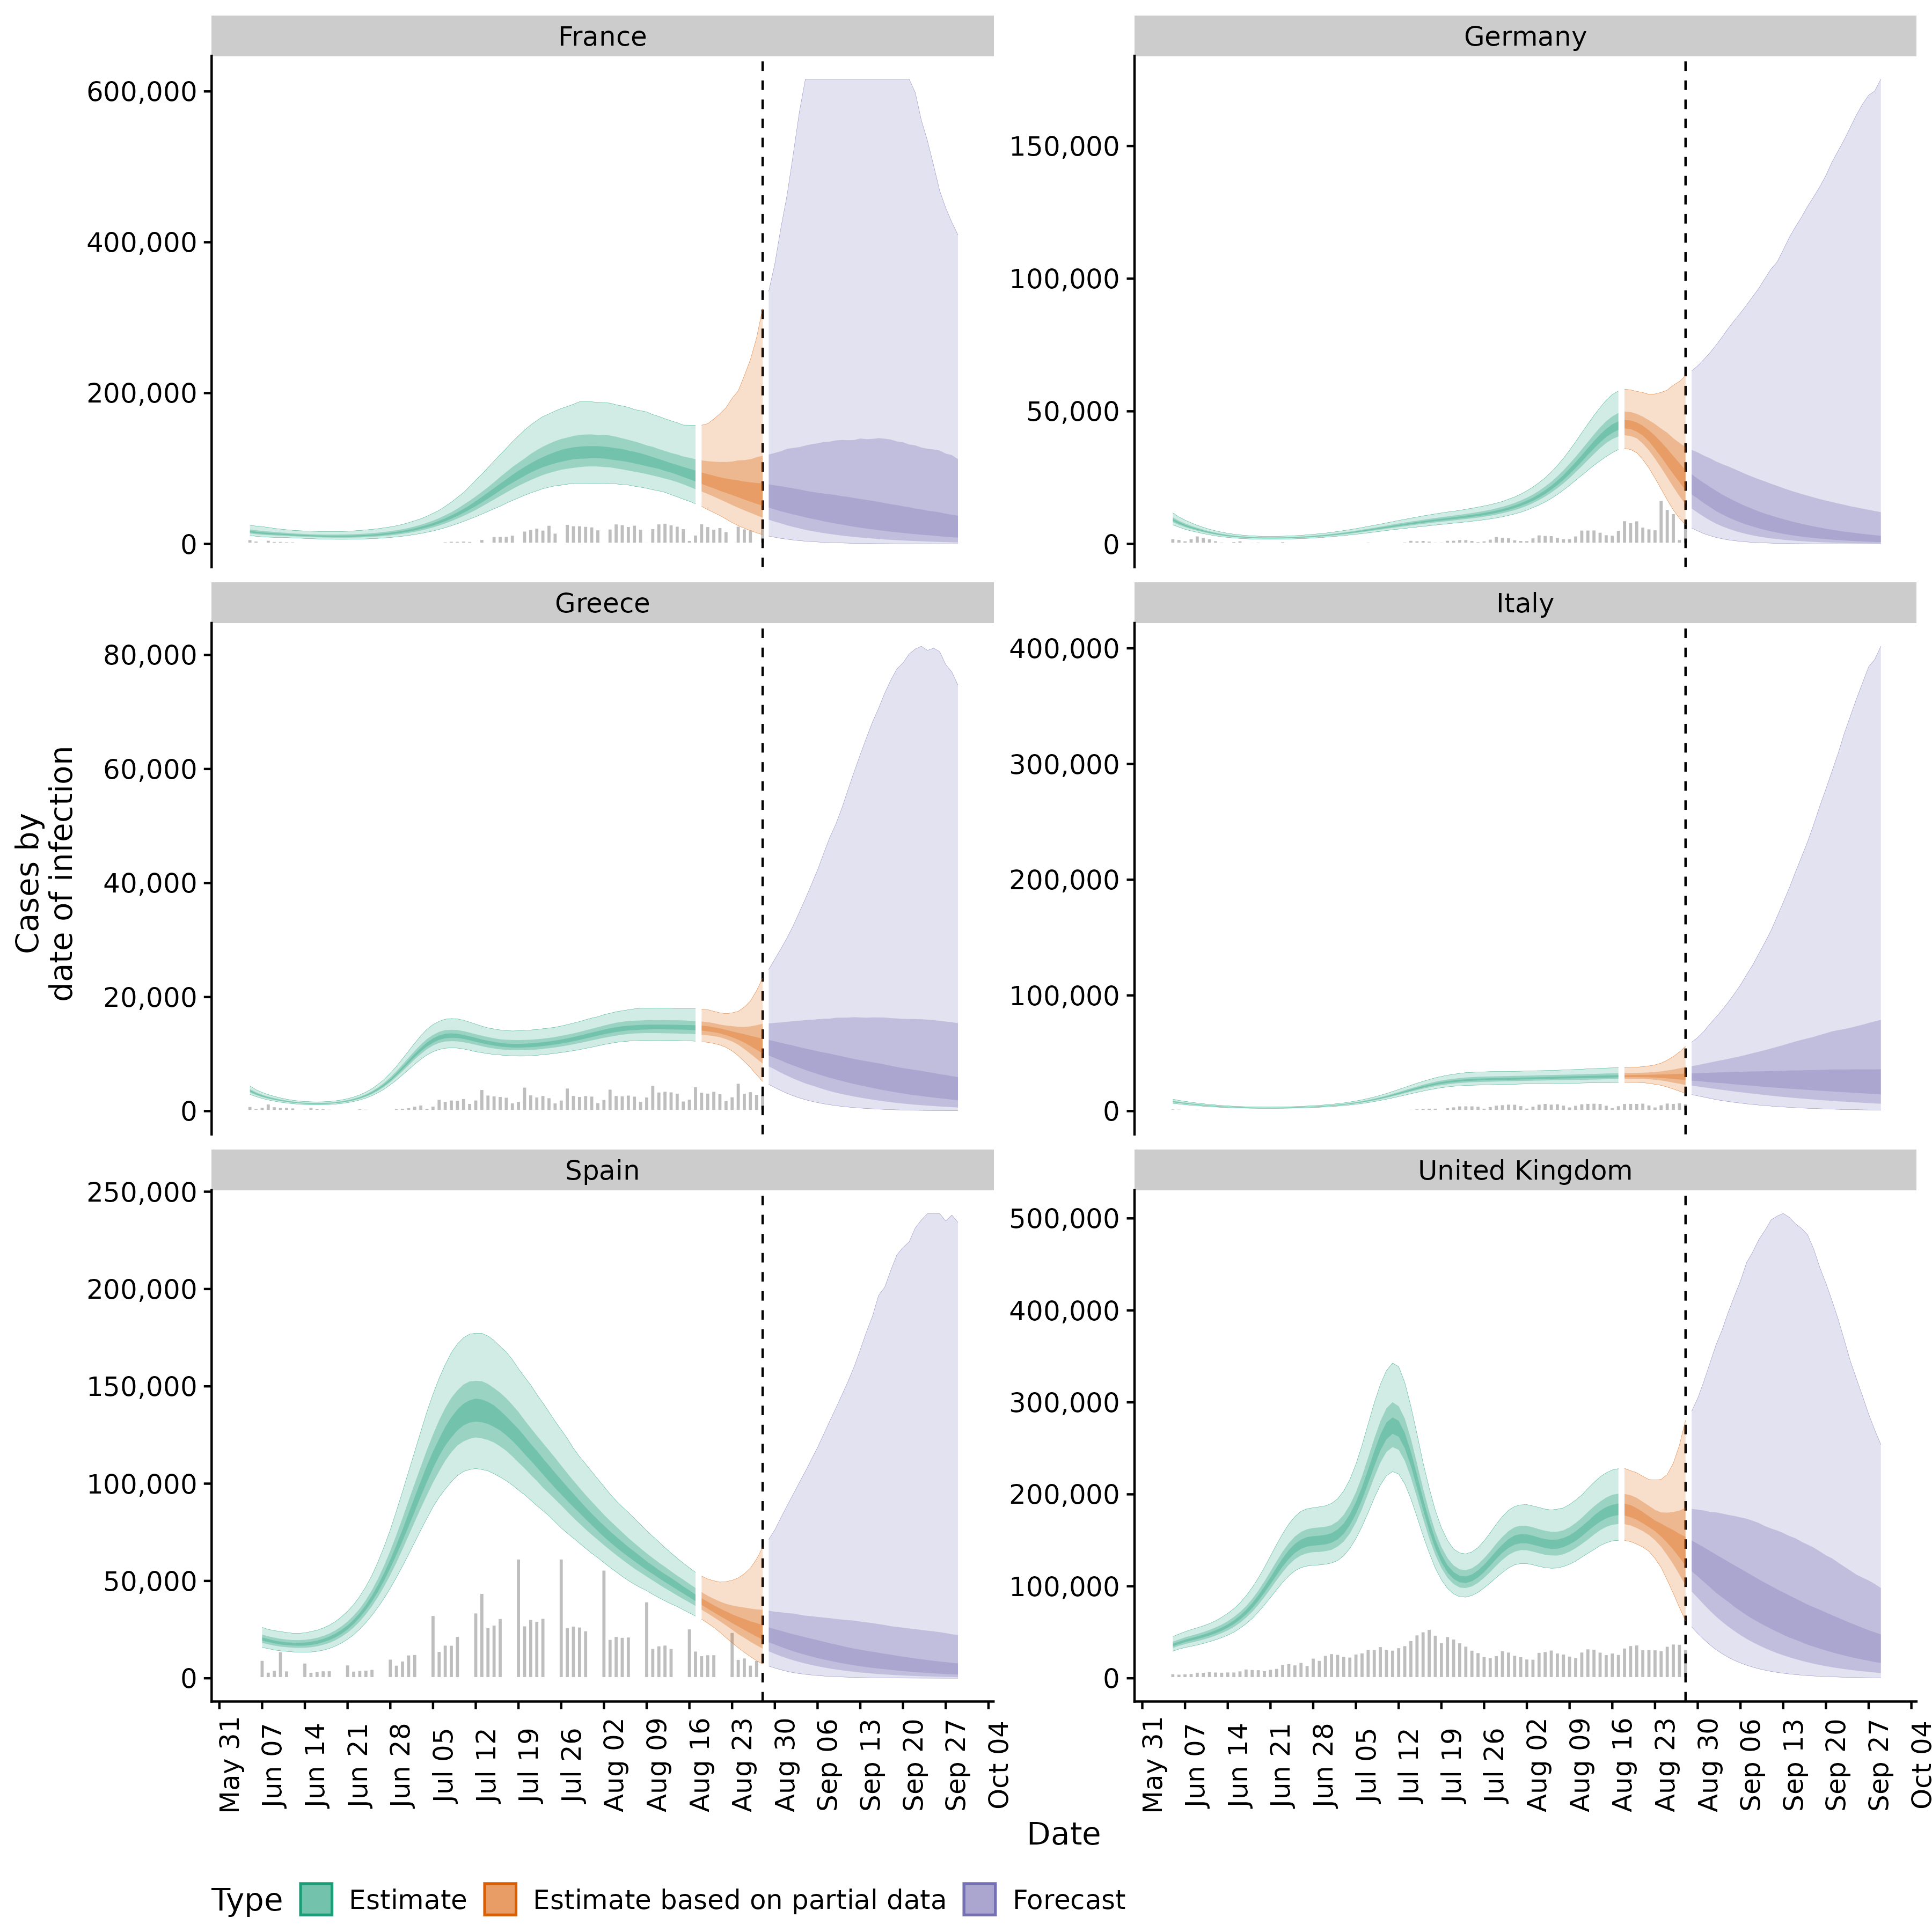 France
Germany
600,000
400,000
200,000
0
150,000
100,000
50,000
0
Greece
Italy
80,000
60,000
40,000
20,000
0
400,000
300,000
200,000
100,000
0
Spain
United Kingdom
250,000
200,000
150,000
100,000
50,000
0
500,000
400,000
300,000
200,000
100,000
0
Cases by
date of infection
May 31
Jun 07
Jun 14
Jun 21
Jun 28
Jul 05
Jul 12
Jul 19
Jul 26
Aug 02
Aug 09
Aug 16
Aug 23
Aug 30
Sep 06
Sep 13
Sep 20
Sep 27
Oct 04
May 31
Jun 07
Jun 14
Jun 21
Jun 28
Jul 05
Jul 12
Jul 19
Jul 26
Aug 02
Aug 09
Aug 16
Aug 23
Aug 30
Sep 06
Sep 13
Sep 20
Sep 27
Oct 04
Date
Type Estimate Estimate based on partial data Forecast